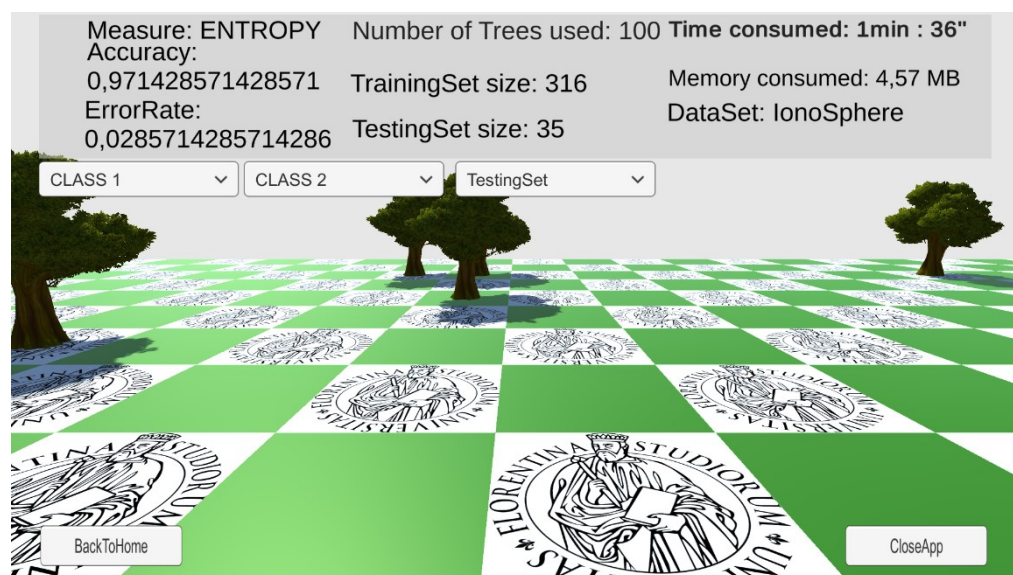 Measure: ENTROPY
Accuracy:
0,971428571428571
ErrorRate:
0,0285714285714286
Number of Trees used: 100
TrainingSet size: 316
TestingSet size: 35
Time consumed: 1min : 36"
Memory consumed: 4,57 MB
DataSet: IonoSphere
CLASS 1
CLASS 2
TestingSet
FLORENTINA STUDIORUM UNIVERSITAS
BackToHome
CloseApp